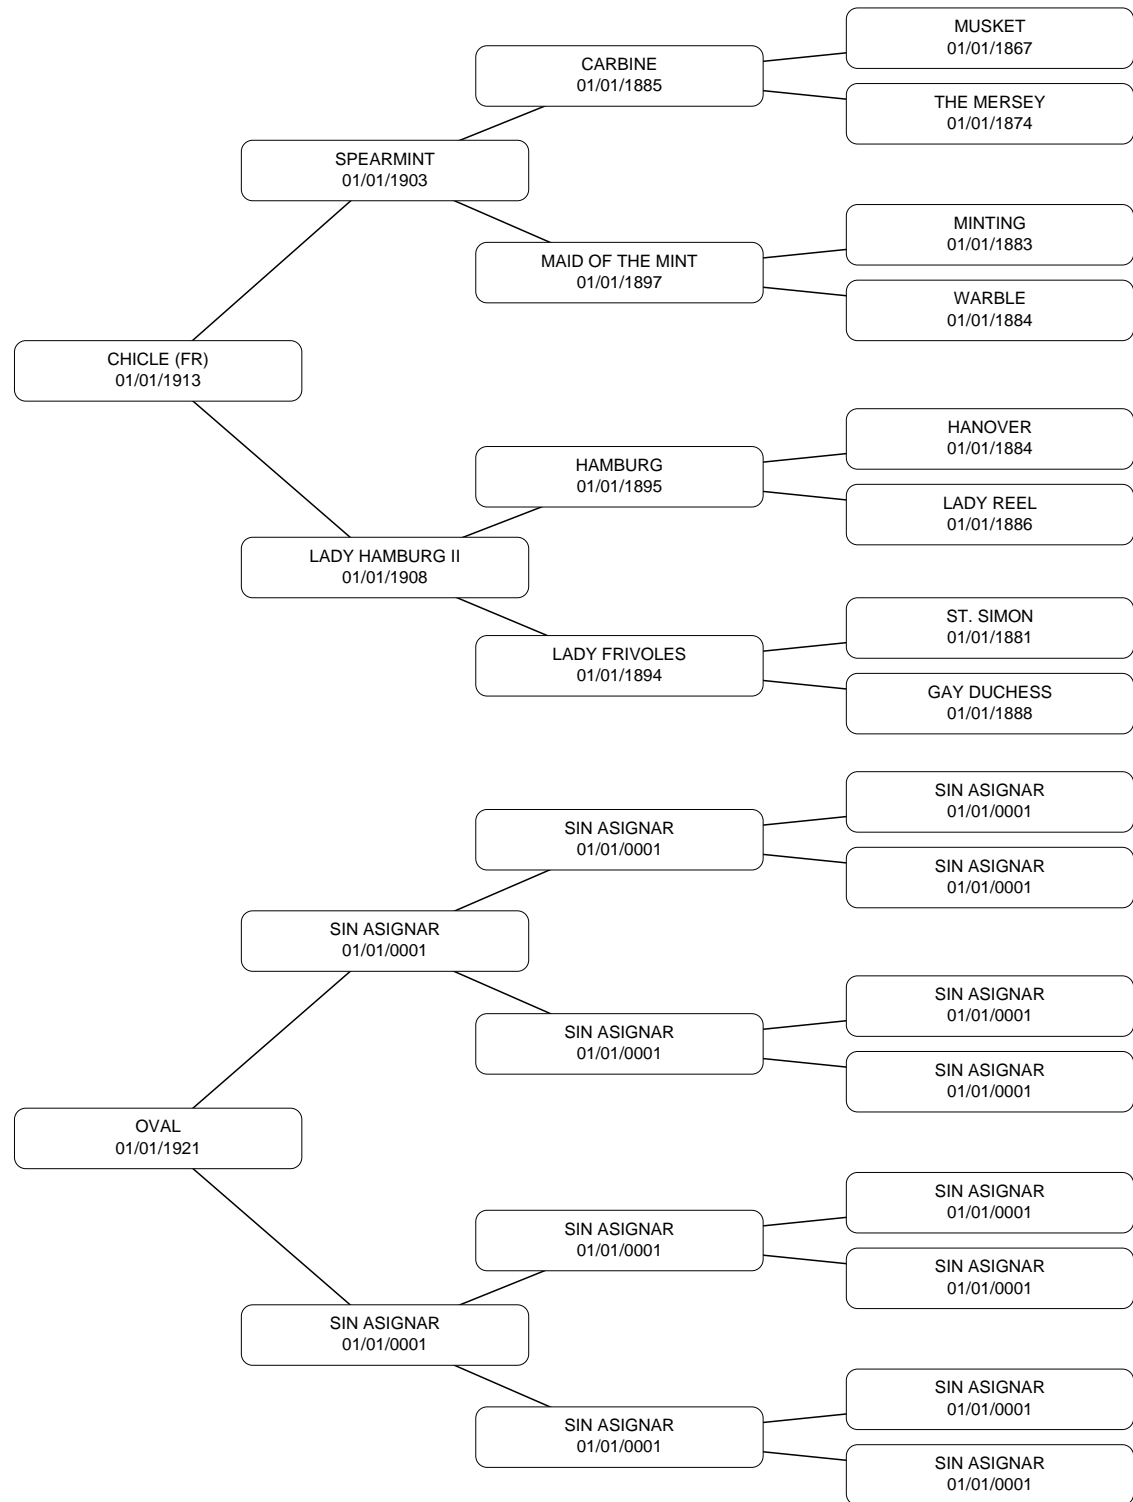 MUSKET
01/01/1867
CARBINE
01/01/1885
THE MERSEY
01/01/1874
SPEARMINT
01/01/1903
MINTING
01/01/1883
MAID OF THE MINT
01/01/1897
WARBLE
01/01/1884
CHICLE (FR)
01/01/1913
HANOVER
01/01/1884
HAMBURG
01/01/1895
LADY REEL
01/01/1886
LADY HAMBURG II
01/01/1908
ST. SIMON
01/01/1881
LADY FRIVOLES
01/01/1894
GAY DUCHESS
01/01/1888
SIN ASIGNAR
01/01/0001
SIN ASIGNAR
01/01/0001
SIN ASIGNAR
01/01/0001
SIN ASIGNAR
01/01/0001
SIN ASIGNAR
01/01/0001
SIN ASIGNAR
01/01/0001
SIN ASIGNAR
01/01/0001
OVAL
01/01/1921
SIN ASIGNAR
01/01/0001
SIN ASIGNAR
01/01/0001
SIN ASIGNAR
01/01/0001
SIN ASIGNAR
01/01/0001
SIN ASIGNAR
01/01/0001
SIN ASIGNAR
01/01/0001
SIN ASIGNAR
01/01/0001